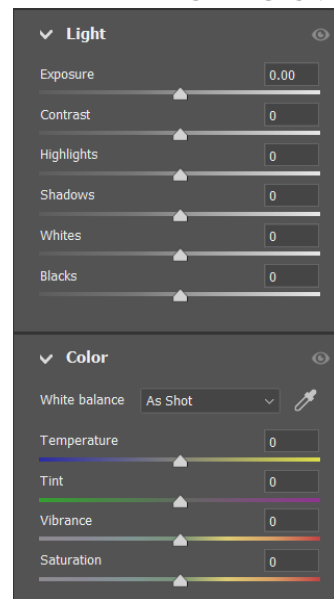 Light
Exposure 0.00
Contrast 0
Highlights 0
Shadows 0
Whites 0
Blacks 0
Color
White balance As Shot
Temperature 0
Tint 0
Vibrance 0
Saturation 0